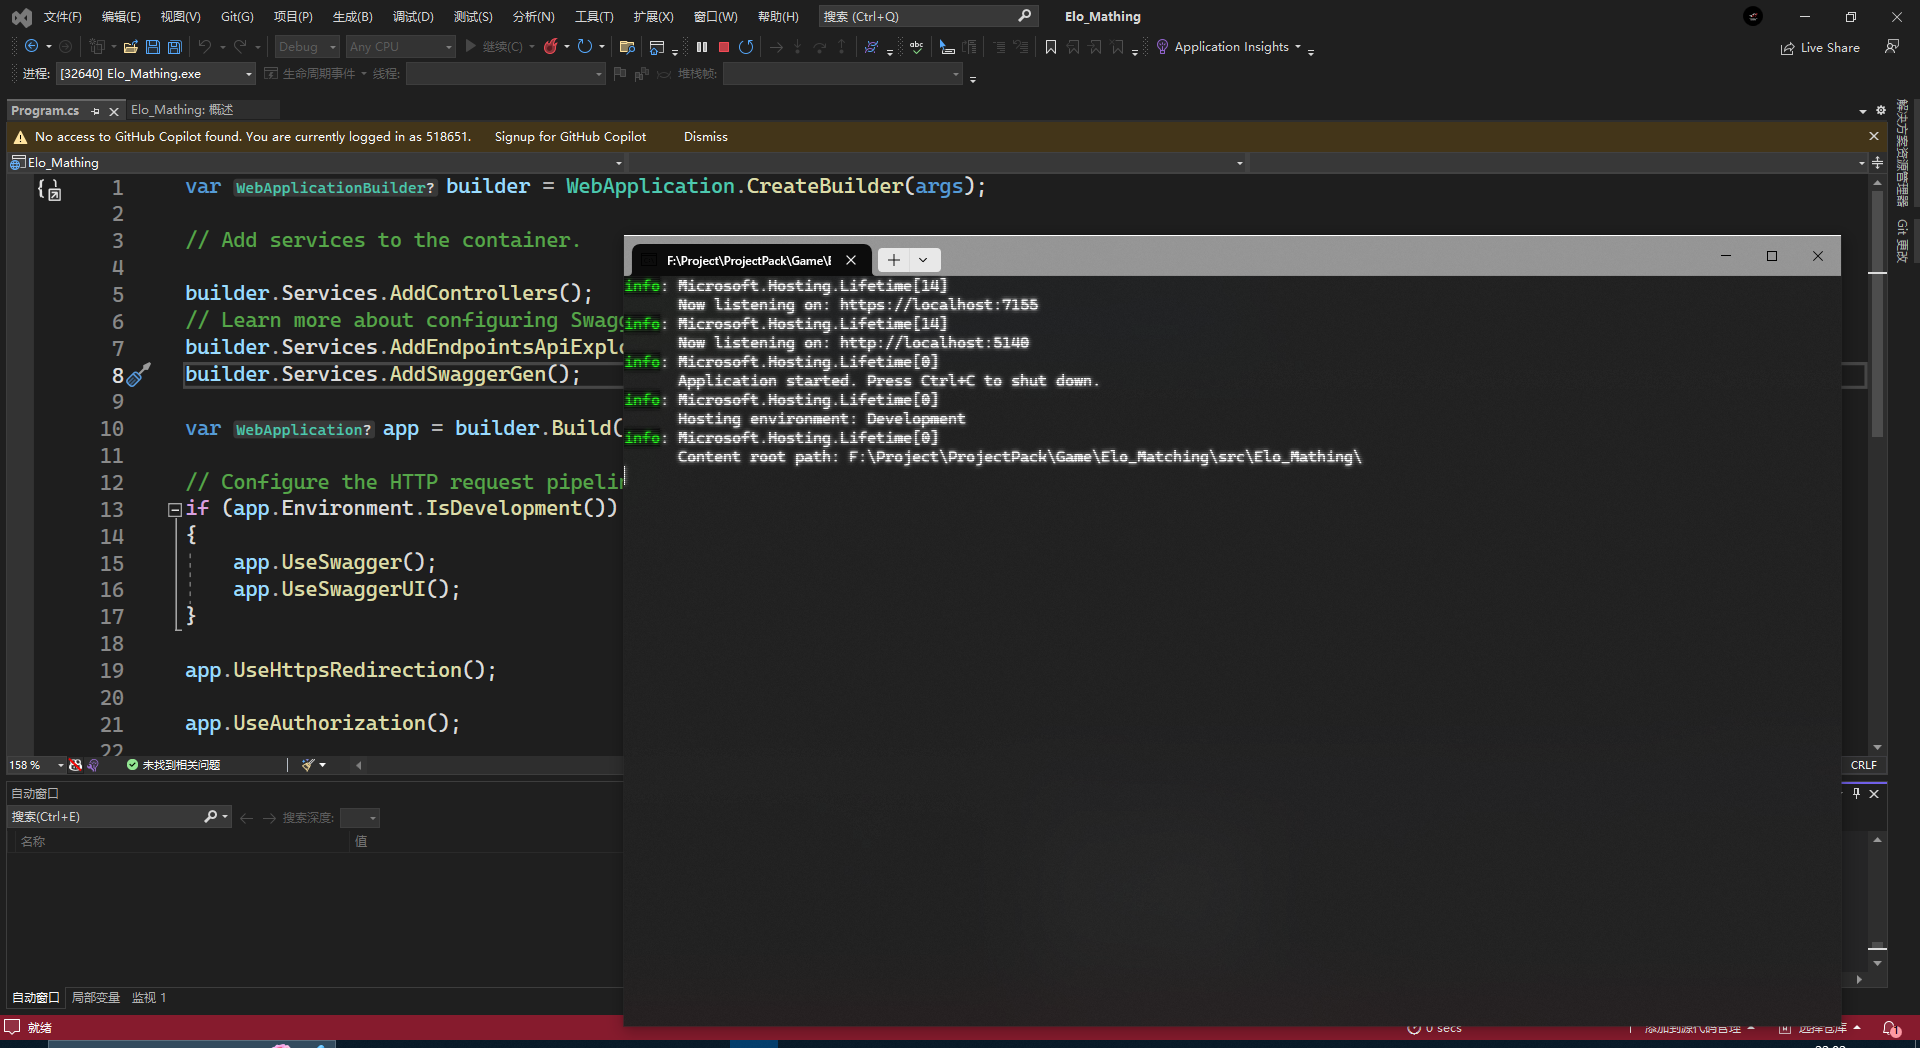 文件(F) 编辑(E) 视图(V) Git(G) 项目(P) 生成(B) 调试(D) 测试(S) 分析(N) 工具(T) 扩展(X) 窗口(W) 帮助(H) 搜索 (Ctrl+Q) Elo_Mathing
Debug Any CPU 继续(C) Application Insights Live Share
进程: [32640] Elo_Mathing.exe 生命周期事件 线程: 堆栈帧:
Program.cs Elo_Mathing: 概述
No access to GitHub Copilot found. You are currently logged in as 518651. Signup for GitHub Copilot Dismiss
Elo_Mathing
1 var WebApplicationBuilder? builder = WebApplication.CreateBuilder(args);
2
3 // Add services to the container.
4
5 builder.Services.AddControllers();
6 // Learn more about configuring Swagg
7 builder.Services.AddEndpointsApiExplo
8 builder.Services.AddSwaggerGen();
9
10 var WebApplication? app = builder.Build(
11
12 // Configure the HTTP request pipelin
13 if (app.Environment.IsDevelopment())
14 {
15 app.UseSwagger();
16 app.UseSwaggerUI();
17 }
18
19 app.UseHttpsRedirection();
20
21 app.UseAuthorization();
22
F:\Project\ProjectPack\Game\E
info: Microsoft.Hosting.Lifetime[14]
Now listening on: https://localhost:7155
info: Microsoft.Hosting.Lifetime[14]
Now listening on: http://localhost:5140
info: Microsoft.Hosting.Lifetime[0]
Application started. Press Ctrl+C to shut down.
info: Microsoft.Hosting.Lifetime[0]
Hosting environment: Development
info: Microsoft.Hosting.Lifetime[0]
Content root path: F:\Project\ProjectPack\Game\Elo_Matching\src\Elo_Mathing\
解决方案资源管理器
Git 更改
158 % 未找到相关问题 CRLF
自动窗口
搜索(Ctrl+E) 搜索深度:
名称 值
自动窗口 局部变量 监视 1
就绪 0 secs 添加到源代码管理 选择仓库 1